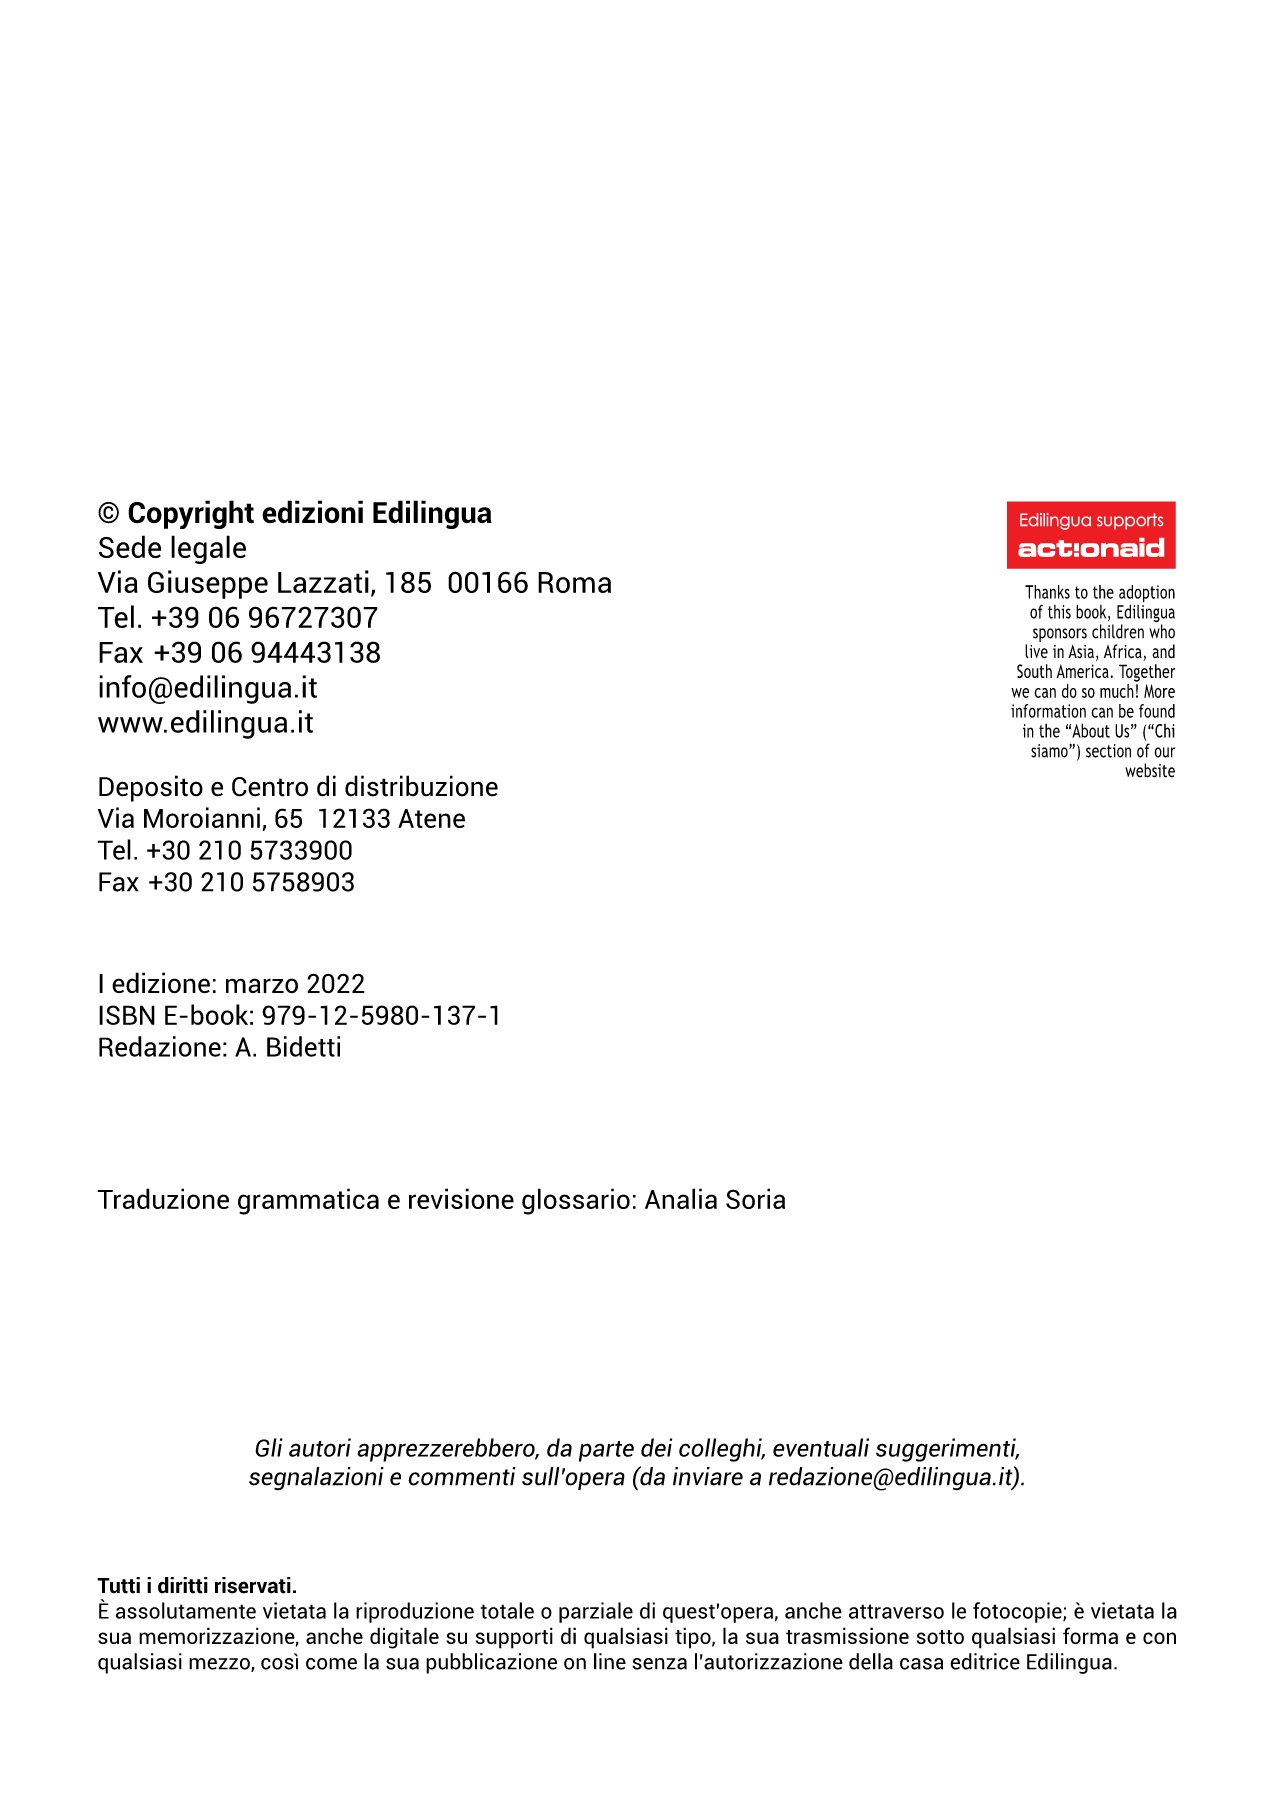 © Copyright edizioni Edilingua
Sede legale
Via Giuseppe Lazzati, 185  00166 Roma
Tel. +39 06 96727307
Fax +39 06 94443138
info@edilingua.it
www.edilingua.it
Deposito e Centro di distribuzione
Via Moroianni, 65  12133 Atene
Tel. +30 210 5733900
Fax +30 210 5758903
I edizione: marzo 2022
ISBN E-book: 979-12-5980-137-1
Redazione: A. Bidetti
Edilingua supports
act!onaid
Thanks to the adoption
of this book, Edilingua
sponsors children who
live in Asia, Africa, and
South America. Together
we can do so much! More
information can be found
in the “About Us” (“Chi
siamo”) section of our
website
Traduzione grammatica e revisione glossario: Analia Soria
Gli autori apprezzerebbero, da parte dei colleghi, eventuali suggerimenti,
segnalazioni e commenti sull'opera (da inviare a redazione@edilingua.it).
Tutti i diritti riservati.
È assolutamente vietata la riproduzione totale o parziale di quest'opera, anche attraverso le fotocopie; è vietata la
sua memorizzazione, anche digitale su supporti di qualsiasi tipo, la sua trasmissione sotto qualsiasi forma e con
qualsiasi mezzo, così come la sua pubblicazione on line senza l'autorizzazione della casa editrice Edilingua.